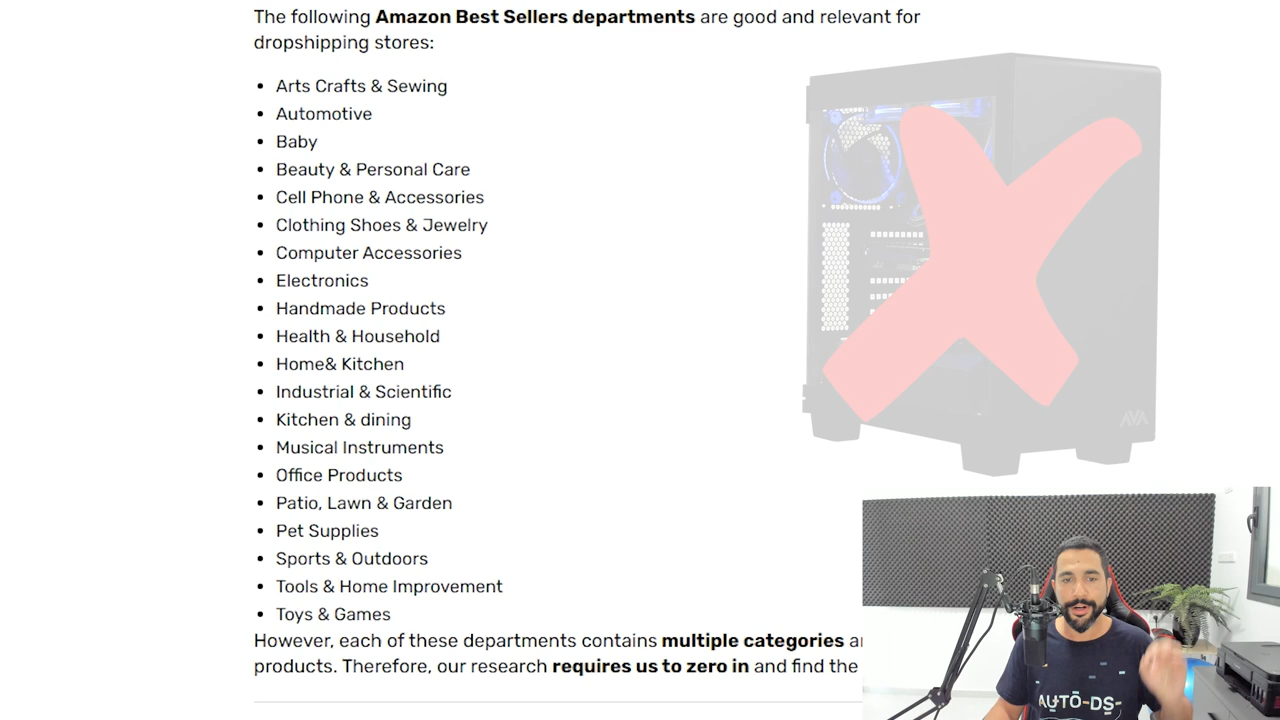 The following Amazon Best Sellers departments are good and relevant for
dropshipping stores:
Arts Crafts & Sewing
Automotive
Baby
Beauty & Personal Care
Cell Phone & Accessories
Clothing Shoes & Jewelry
Computer Accessories
Electronics
Handmade Products
Health & Household
Home& Kitchen
Industrial & Scientific
Kitchen & dining
Musical Instruments
Office Products
Patio, Lawn & Garden
Pet Supplies
Sports & Outdoors
Tools & Home Improvement
Toys & Games
However, each of these departments contains multiple categories
products. Therefore, our research requires us to zero in and find the
AVA
AUTO-DS-